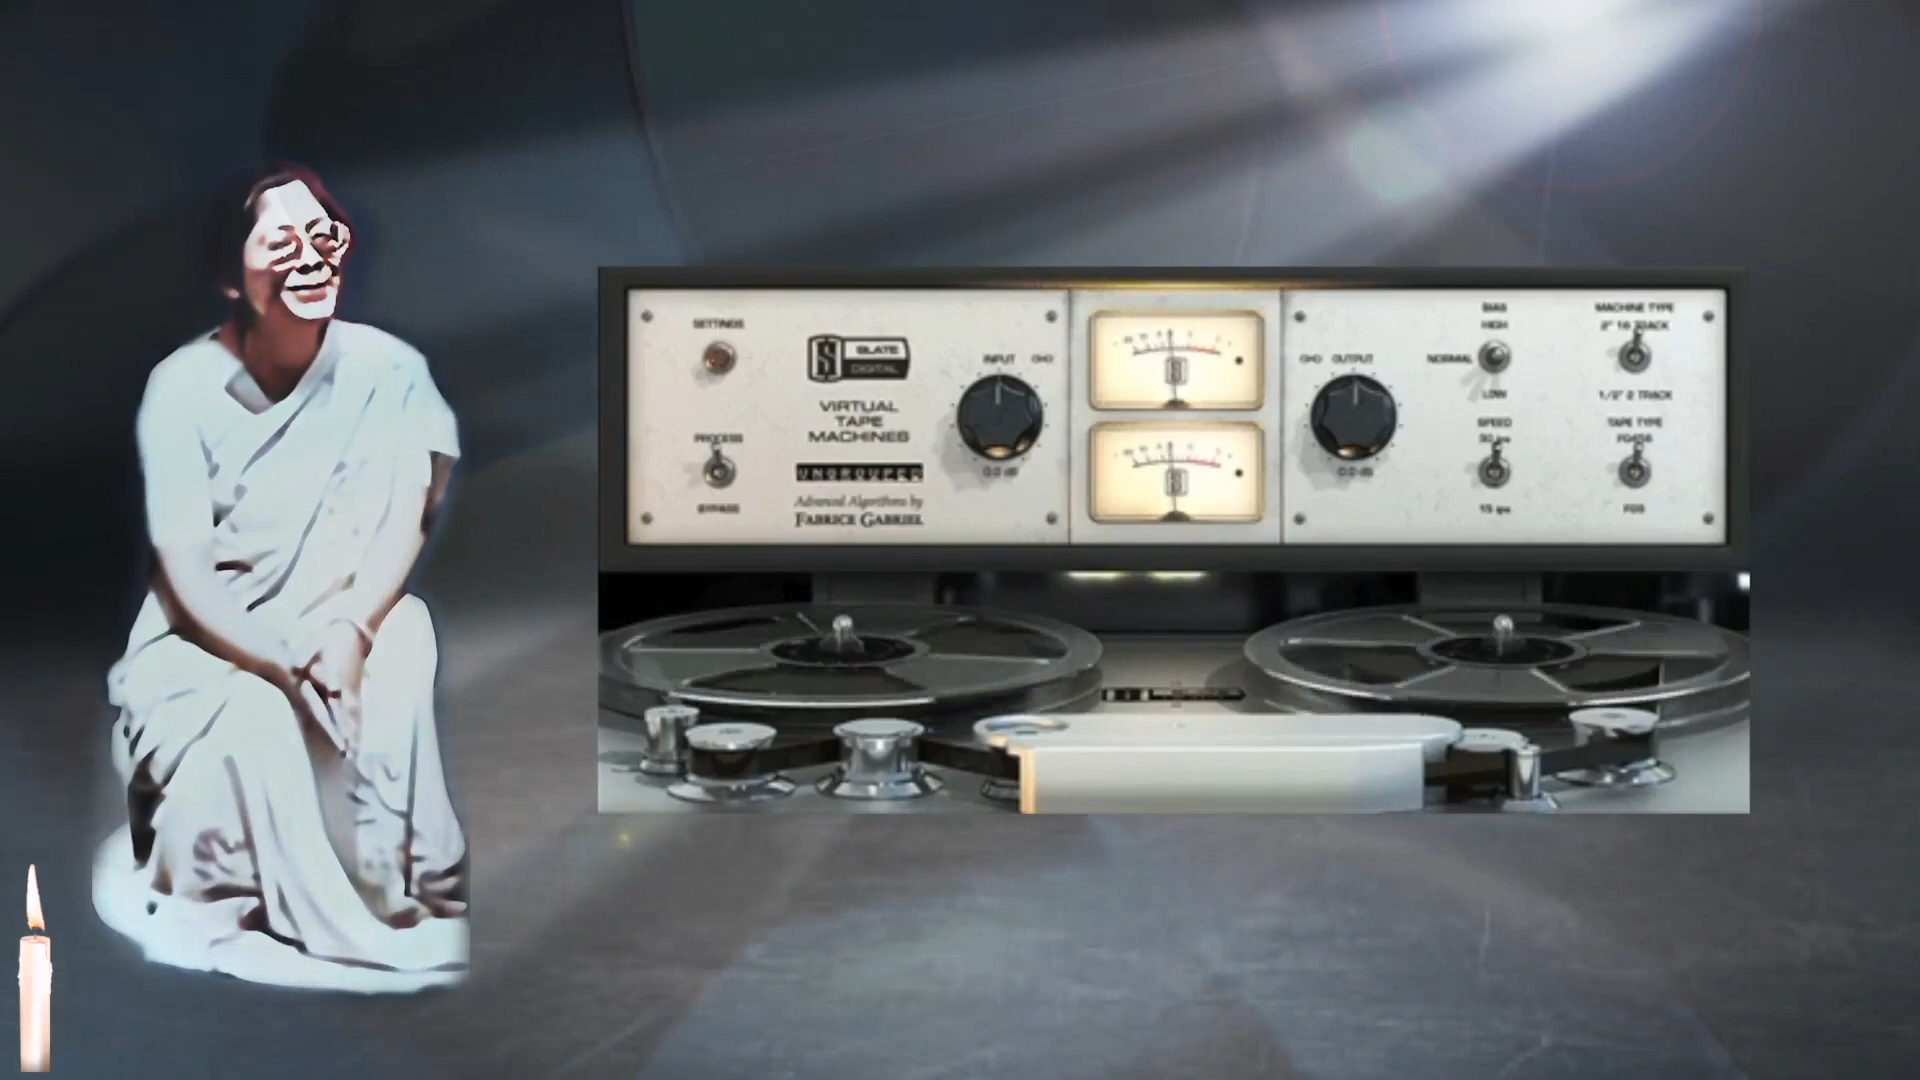 SETTINGS
PROCESS
BYPASS
SLATE
DIGITAL
VIRTUAL
TAPE
MACHINES
UNGROUPED
Advanced Algorithms by
FABRICE GABRIEL
INPUT
0.0 dB
OUTPUT
0.0 dB
BIAS
HIGH
NORMAL
LOW
SPEED
30 ips
15 ips
MACHINE TYPE
2" 16 TRACK
1/2" 2 TRACK
TAPE TYPE
FG456
FG9